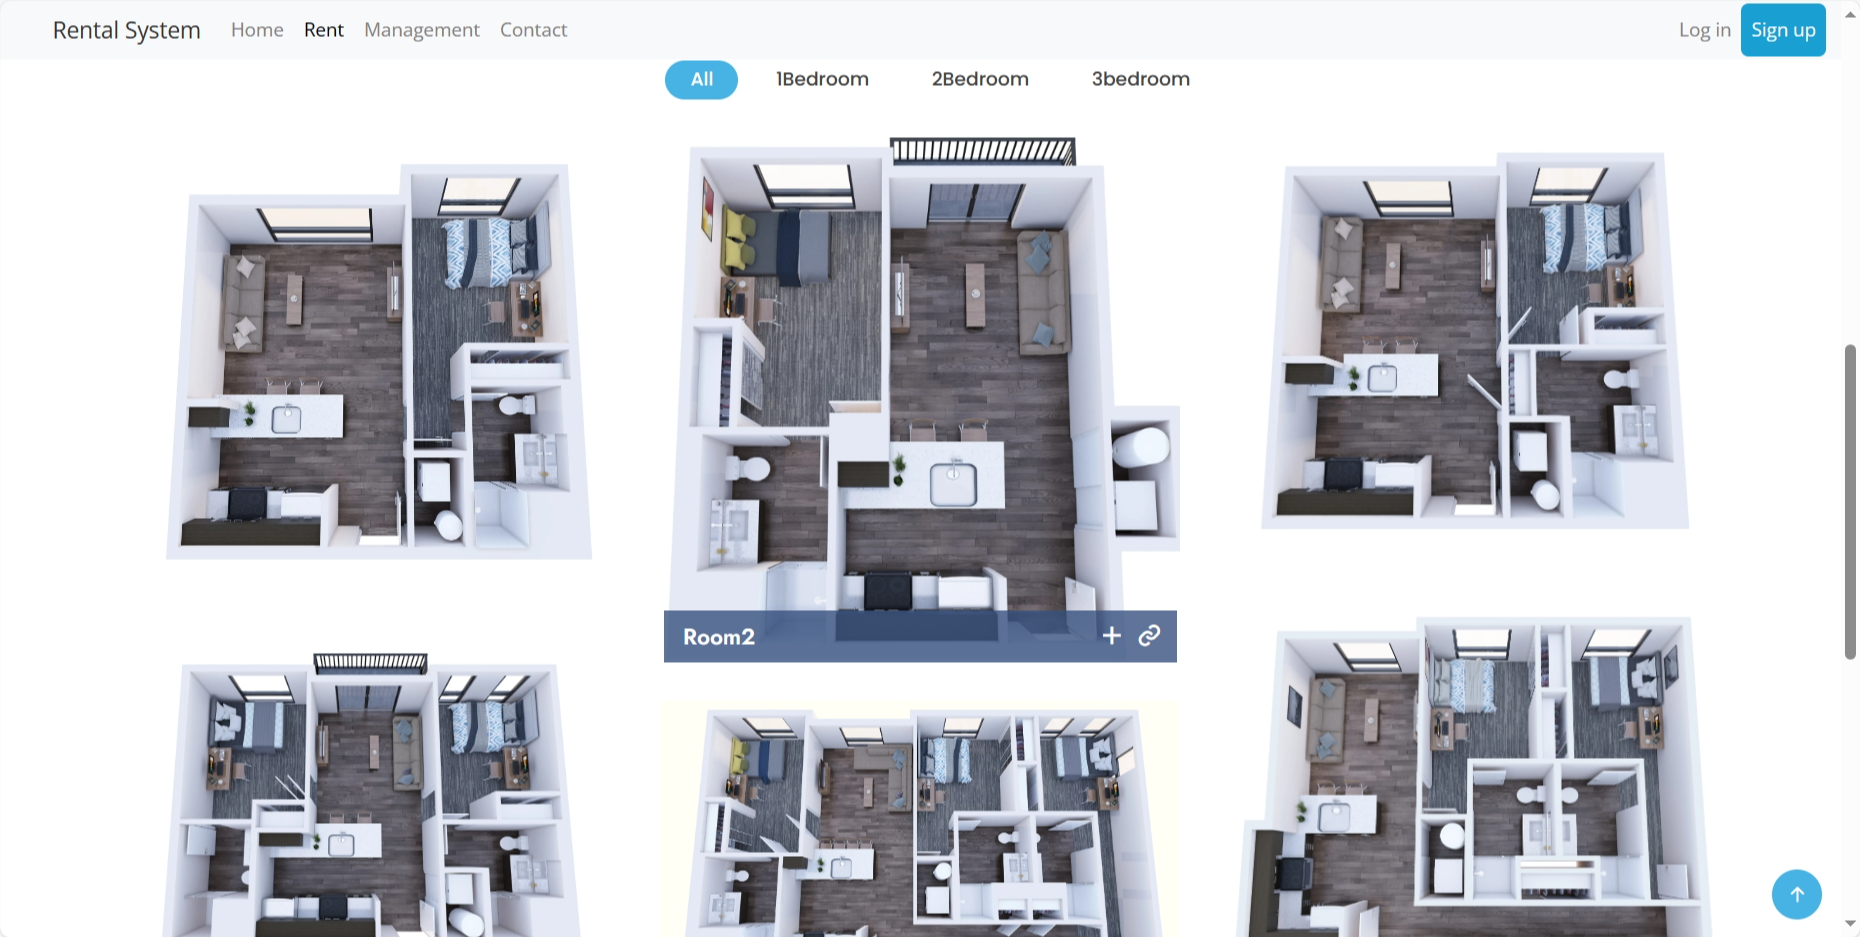 Rental System Home Rent Management Contact Log in Sign up
All 1Bedroom 2Bedroom 3bedroom
Room2